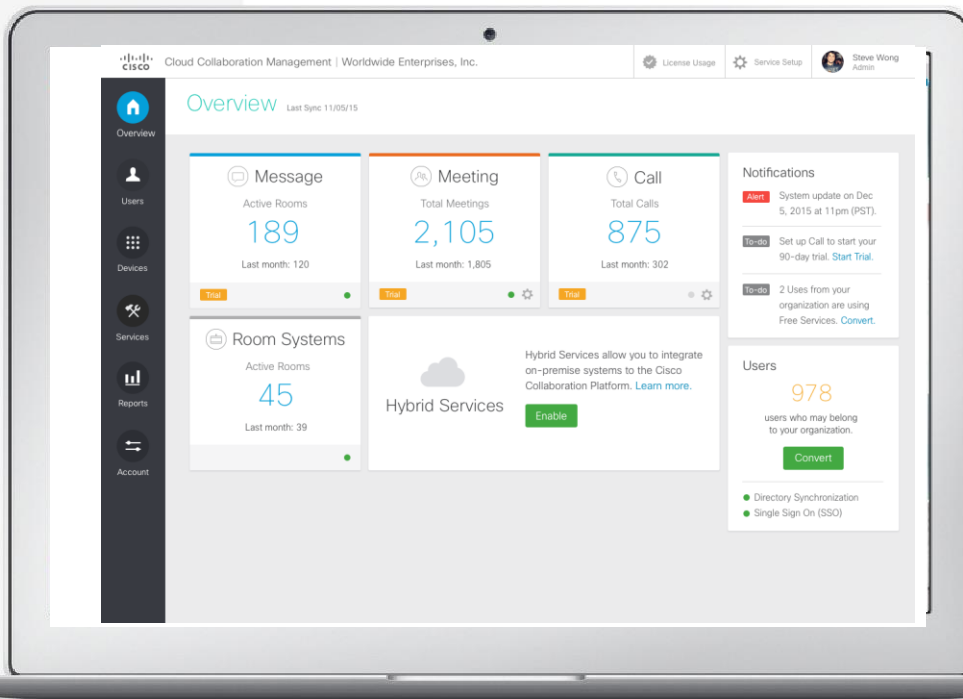 CISCO
Cloud Collaboration Management | Worldwide Enterprises, Inc.
License Usage
Service Setup
Steve Wong
Admin
Overview
Users
Devices
Services
Reports
Account
Overview Last Sync 11/05/15
Message
Active Rooms
189
Last month: 120
Trial
Meeting
Total Meetings
2,105
Last month: 1,805
Trial
Call
Total Calls
875
Last month: 302
Trial
Room Systems
Active Rooms
45
Last month: 39
Hybrid Services
Hybrid Services allow you to integrate
on-premise systems to the Cisco
Collaboration Platform. Learn more.
Enable
Notifications
Alert System update on Dec
5, 2015 at 11pm (PST).
To-do Set up Call to start your
90-day trial. Start Trial.
To-do 2 Uses from your
organization are using
Free Services. Convert.
Users
978
users who may belong
to your organization.
Convert
Directory Synchronization
Single Sign On (SSO)